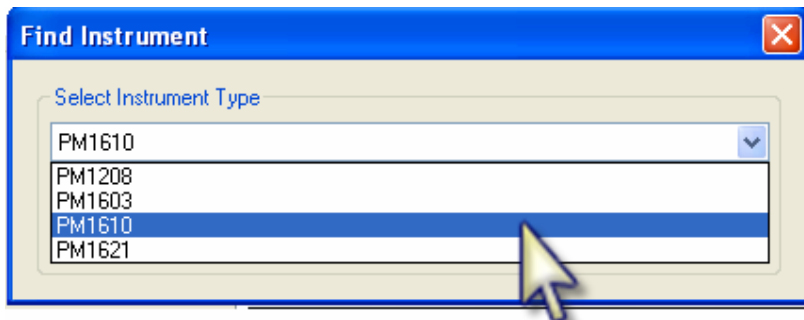 Find Instrument
Select Instrument Type
PM1610
PM1208
PM1603
PM1610
PM1621